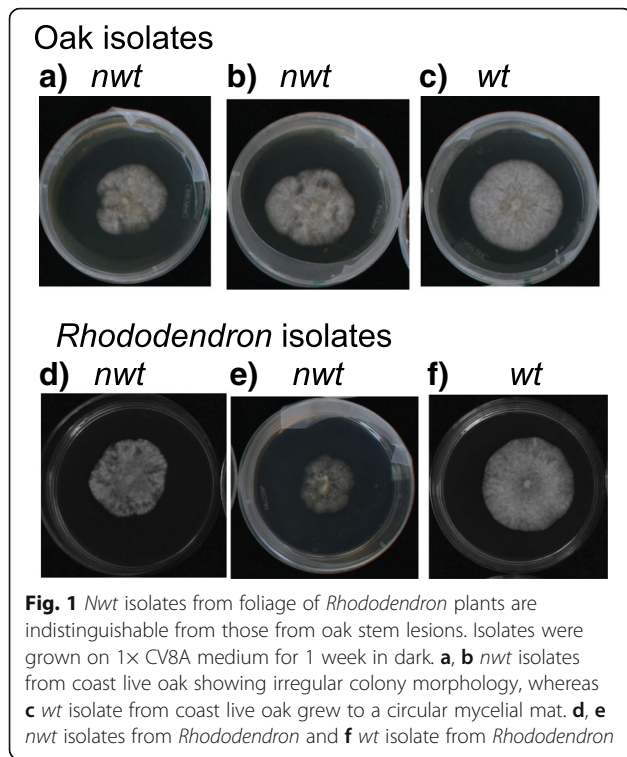 Oak isolates
a) nwt b) nwt c) wt
Rhododendron isolates
d) nwt e) nwt f) wt
Fig. 1 Nwt isolates from foliage of Rhododendron plants are
indistinguishable from those from oak stem lesions. Isolates were
grown on 1× CV8A medium for 1 week in dark. a, b nwt isolates
from coast live oak showing irregular colony morphology, whereas
c wt isolate from coast live oak grew to a circular mycelial mat. d, e
nwt isolates from Rhododendron and f wt isolate from Rhododendron